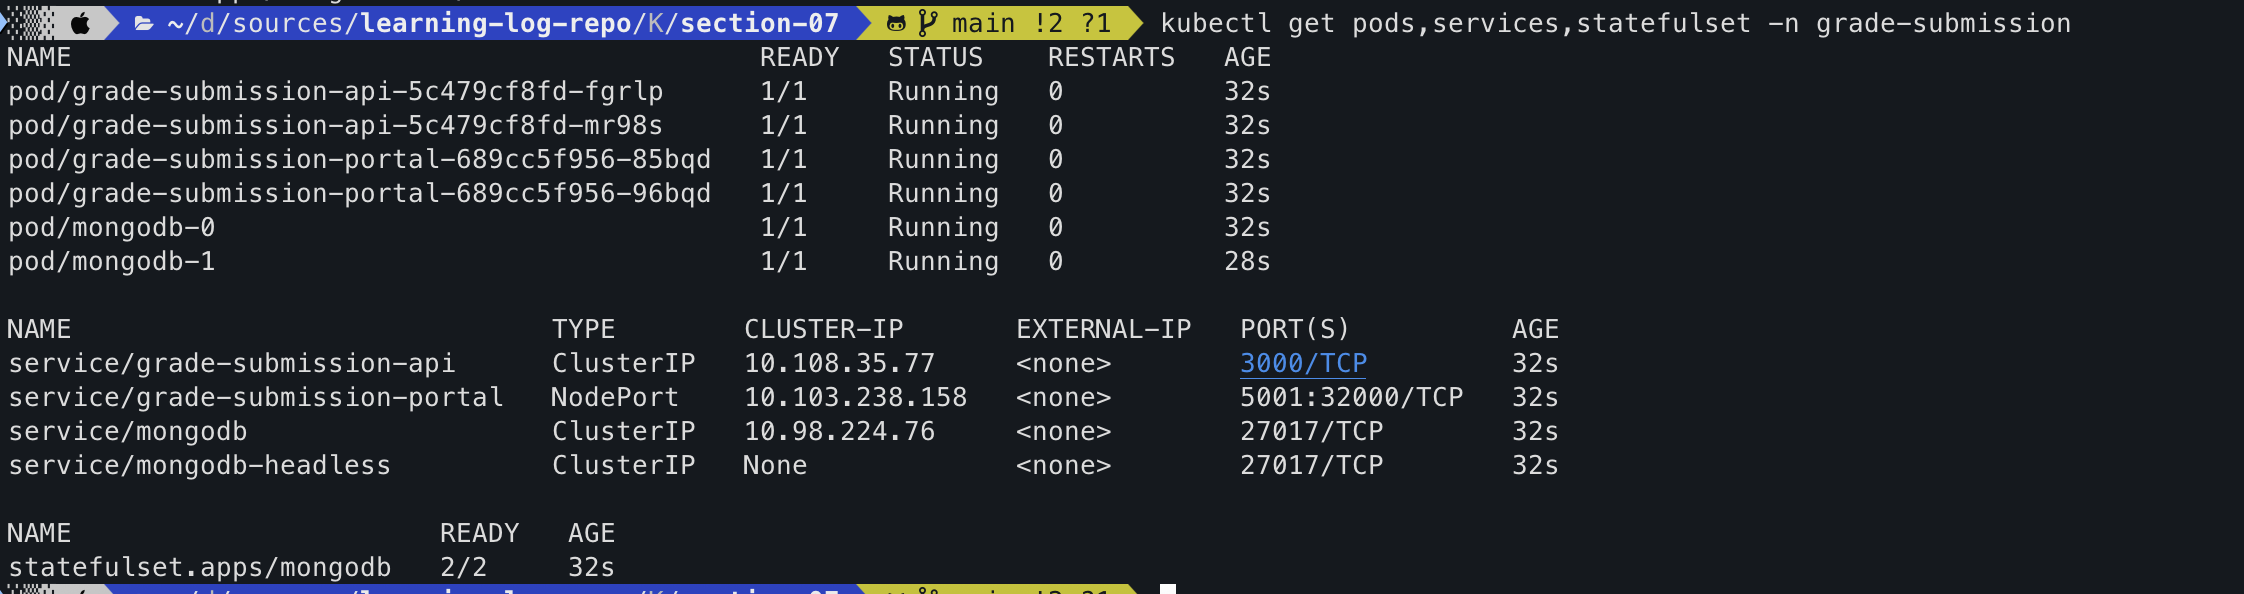 ~/d/sources/learning-log-repo/K/section-07 main !2 ?1 kubectl get pods,services,statefulset -n grade-submission
NAME READY STATUS RESTARTS AGE
pod/grade-submission-api-5c479cf8fd-fgrlp 1/1 Running 0 32s
pod/grade-submission-api-5c479cf8fd-mr98s 1/1 Running 0 32s
pod/grade-submission-portal-689cc5f956-85bqd 1/1 Running 0 32s
pod/grade-submission-portal-689cc5f956-96bqd 1/1 Running 0 32s
pod/mongodb-0 1/1 Running 0 32s
pod/mongodb-1 1/1 Running 0 28s
NAME TYPE CLUSTER-IP EXTERNAL-IP PORT(S) AGE
service/grade-submission-api ClusterIP 10.108.35.77 <none> 3000/TCP 32s
service/grade-submission-portal NodePort 10.103.238.158 <none> 5001:32000/TCP 32s
service/mongodb ClusterIP 10.98.224.76 <none> 27017/TCP 32s
service/mongodb-headless ClusterIP None <none> 27017/TCP 32s
NAME READY AGE
statefulset.apps/mongodb 2/2 32s